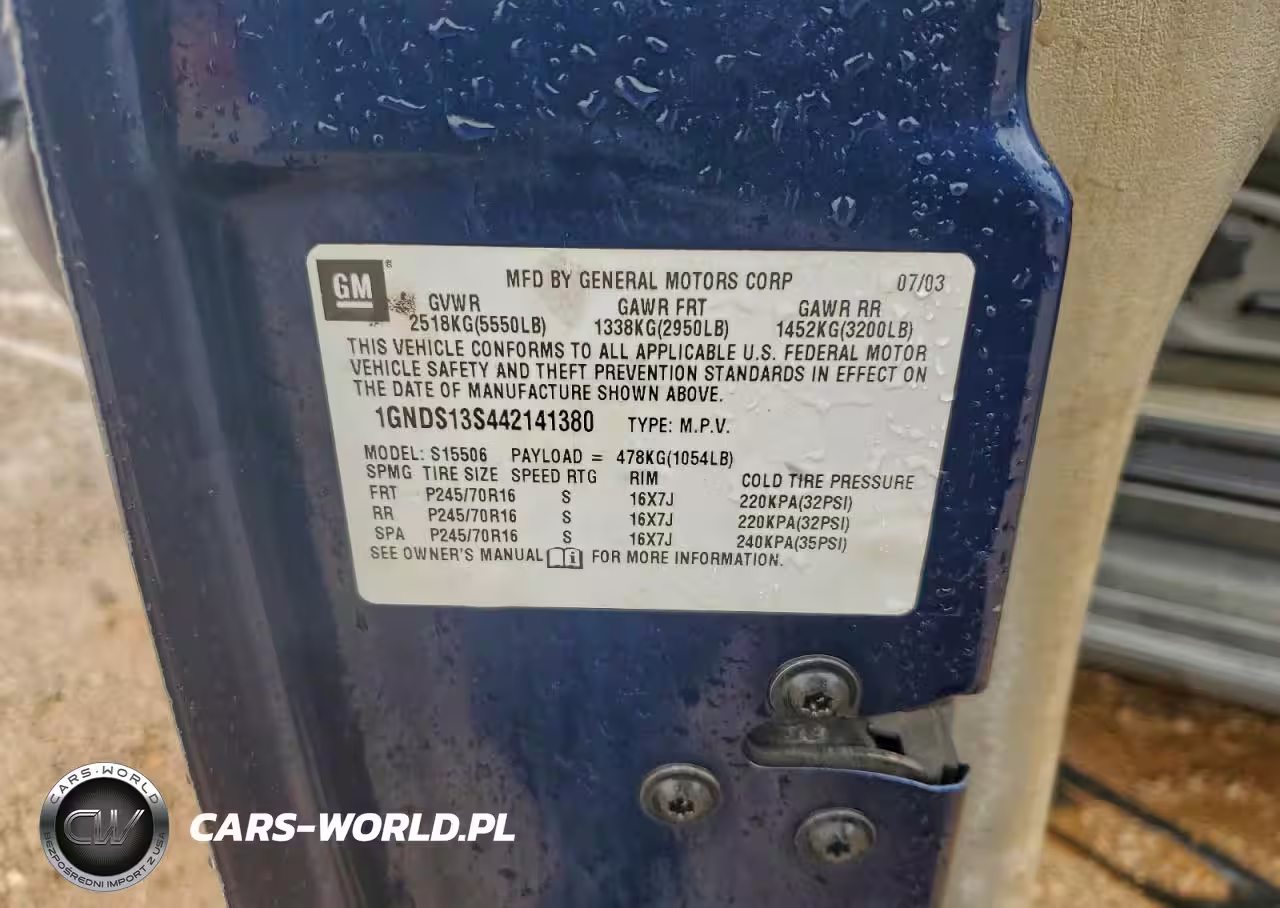 GM ®
MFD BY GENERAL MOTORS CORP 07/03
GVWR GAWR FRT GAWR RR
2518KG(5550LB) 1338KG(2950LB) 1452KG(3200LB)
THIS VEHICLE CONFORMS TO ALL APPLICABLE U.S. FEDERAL MOTOR
VEHICLE SAFETY AND THEFT PREVENTION STANDARDS IN EFFECT ON
THE DATE OF MANUFACTURE SHOWN ABOVE.
1GNDS13S442141380 TYPE: M.P.V.
MODEL: S15506 PAYLOAD = 478KG(1054LB)
SPMG TIRE SIZE SPEED RTG RIM COLD TIRE PRESSURE
FRT P245/70R16 S 16X7J 220KPA(32PSI)
RR P245/70R16 S 16X7J 220KPA(32PSI)
SPA P245/70R16 S 16X7J 240KPA(35PSI)
SEE OWNER'S MANUAL i FOR MORE INFORMATION.
CARS-WORLD
CW
BEZPOŚREDNI IMPORT Z USA
CARS-WORLD.PL